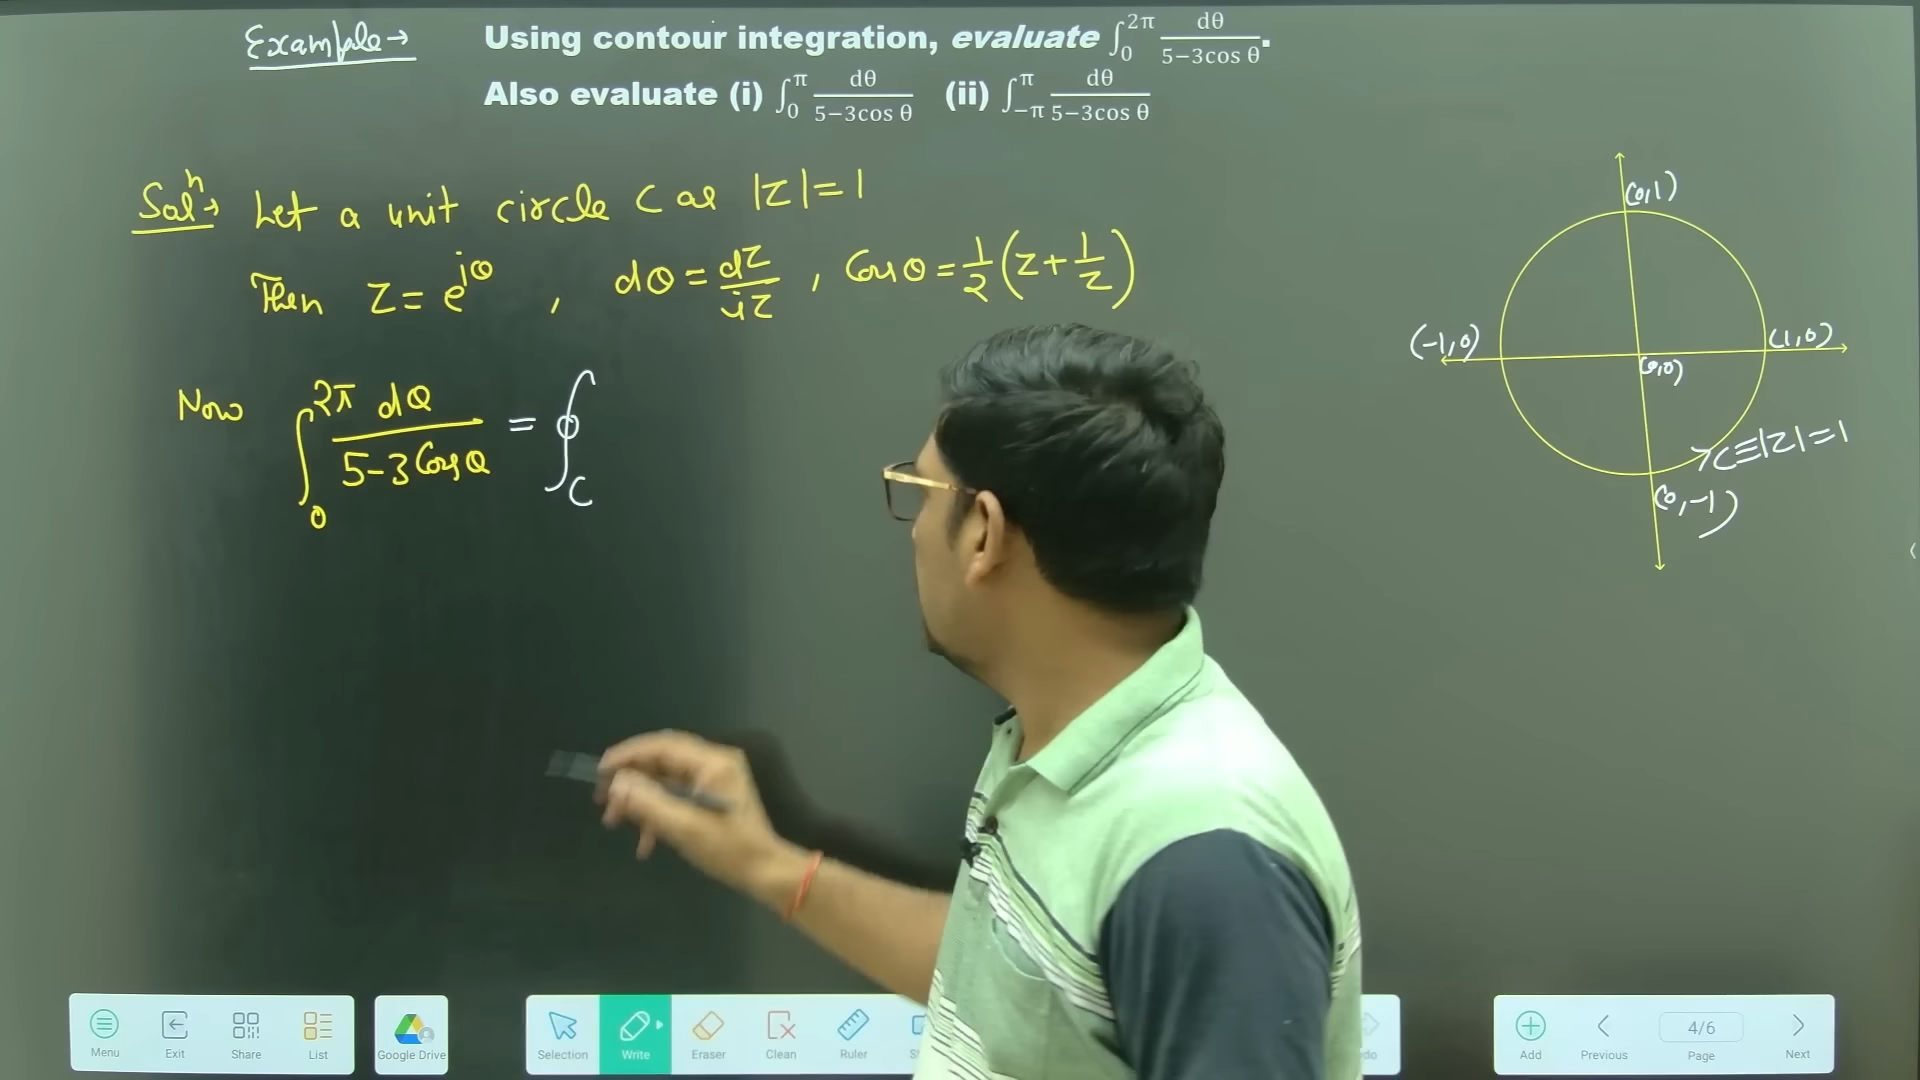 Example→ Using contour integration, evaluate ∫₀^2π dθ/(5−3cos θ).
Also evaluate (i) ∫₀^π dθ/(5−3cos θ) (ii) ∫₋π^π dθ/(5−3cos θ)
Solⁿ→ Let a unit circle C as |z|=1
Then z=e^iθ , dθ=dz/iz , Cosθ=1/2(z+1/z)
Now ∫₀^2π dθ/(5-3Cosθ) = ∮_C
(0,1)
(-1,0) (1,0)
(0,0)
C≡|z|=1
(0,-1)
Menu Exit Share List Google Drive Selection Write Eraser Clean Ruler Add Previous 4/6 Page Next